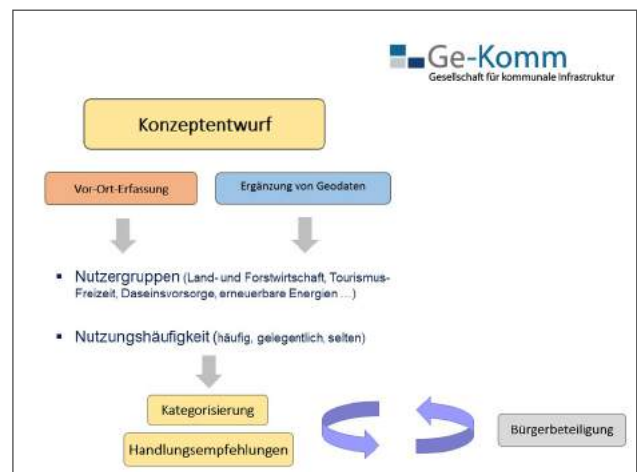 Ge-Komm
Gesellschaft für kommunale Infrastruktur
Konzeptentwurf
Vor-Ort-Erfassung
Ergänzung von Geodaten
▪ Nutzergruppen (Land- und Forstwirtschaft, Tourismus-
Freizeit, Daseinsvorsorge, erneuerbare Energien …)
▪ Nutzungshäufigkeit (häufig, gelegentlich, selten)
Kategorisierung
Handlungsempfehlungen
Bürgerbeteiligung